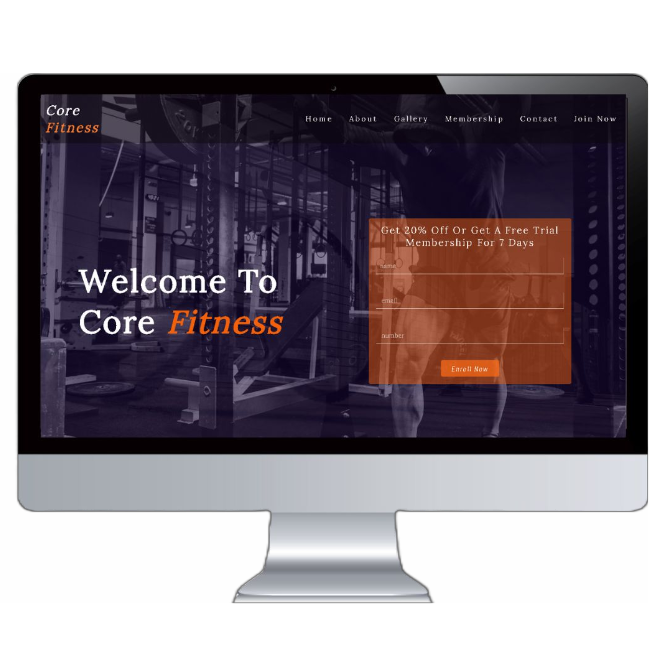 Core
Fitness
Home About Gallery Membership Contact Join Now
Get 20% Off Or Get A Free Trial
Membership For 7 Days
name
email
number
Enroll Now
Welcome To
Core Fitness